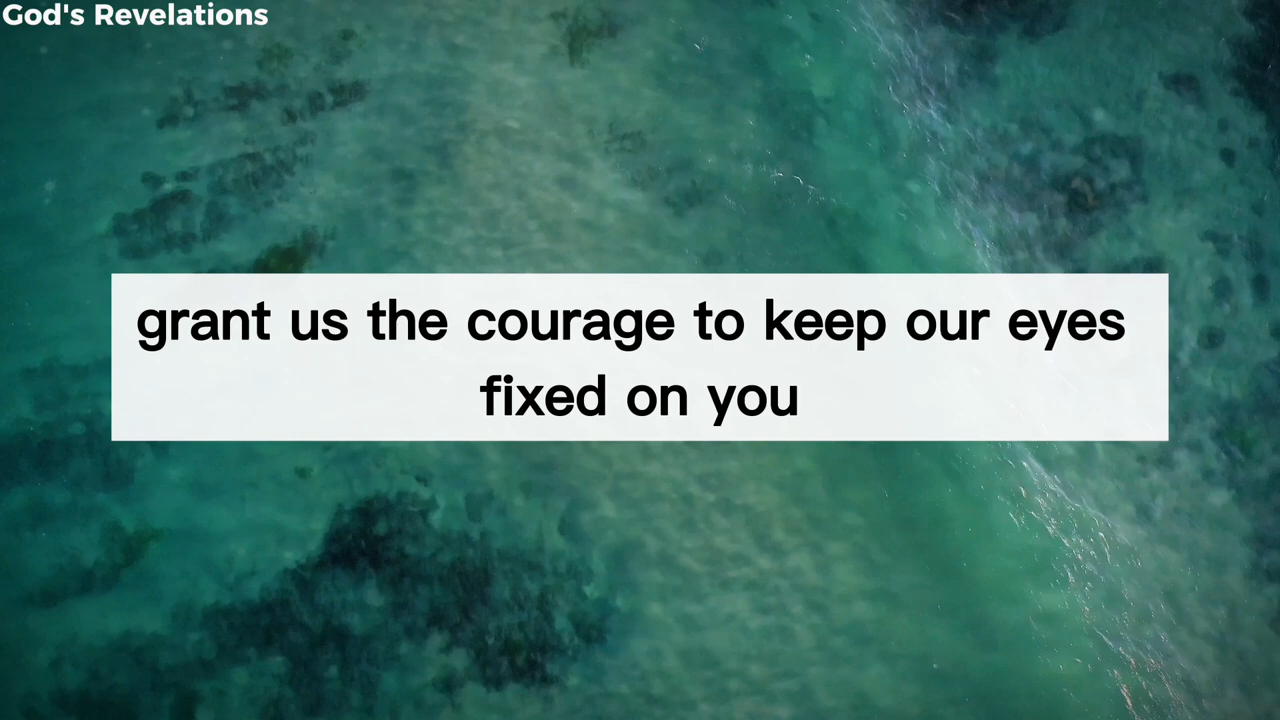 God's Revelations
grant us the courage to keep our eyes
fixed on you